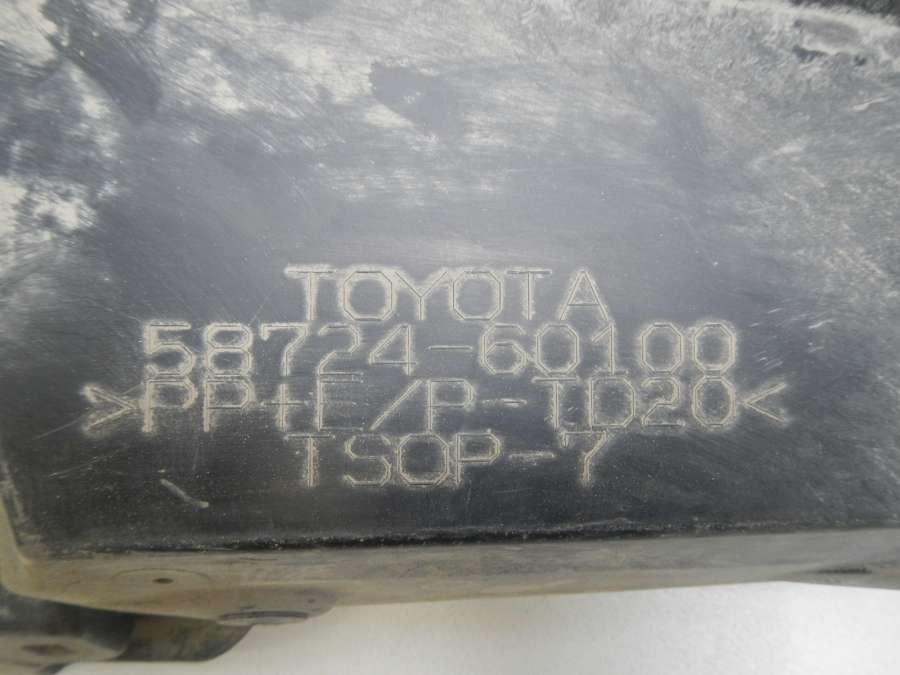 TOYOTA
58724-60100
>PP+E/P-TD20<
TSOP-7